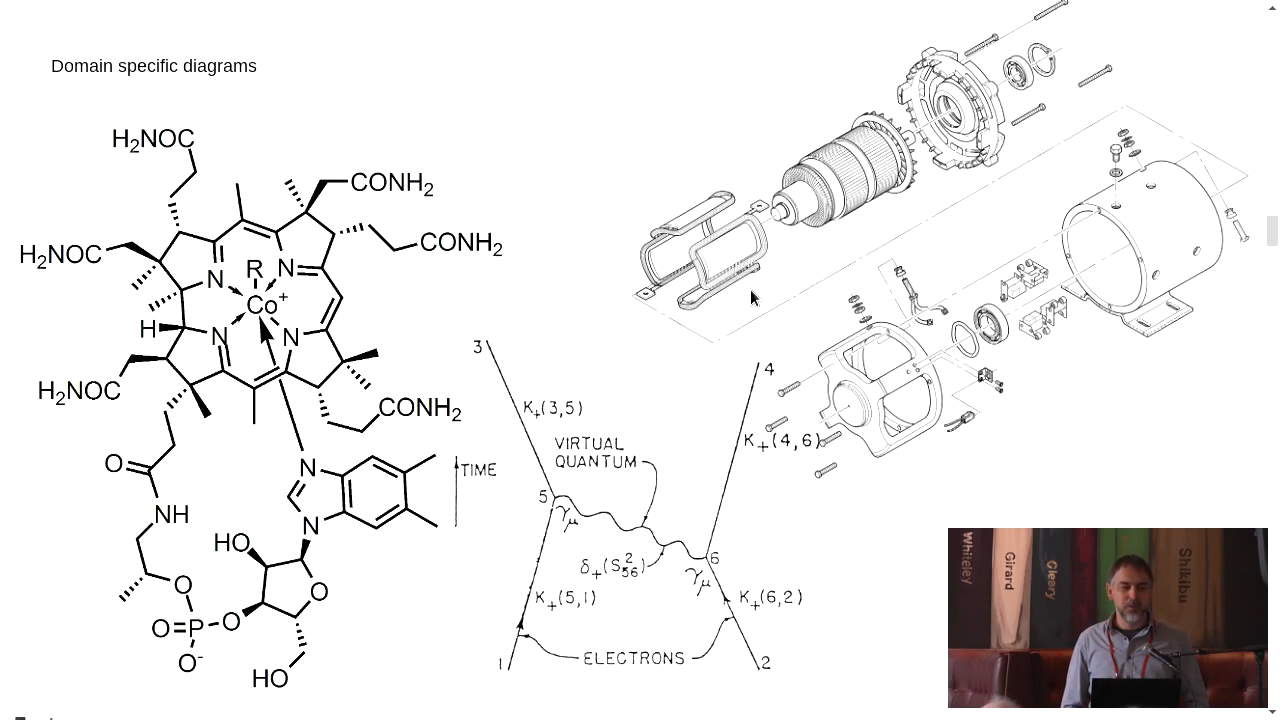 Domain specific diagrams
H₂NOC
CONH₂
H₂NOC
CONH₂
N
R
N
Co⁺
H
N
N
H₂NOC
CONH₂
N
O
NH
N
HO
O
O
O=P-O
O⁻
HO
3
4
K₊(3,5)
K₊(4,6)
VIRTUAL
QUANTUM
TIME
5
γμ
6
δ₊(S²₅₆)
γμ
K₊(5,1)
K₊(6,2)
ELECTRONS
1
2
Whiteley
Girard
Cleary
Shikibu